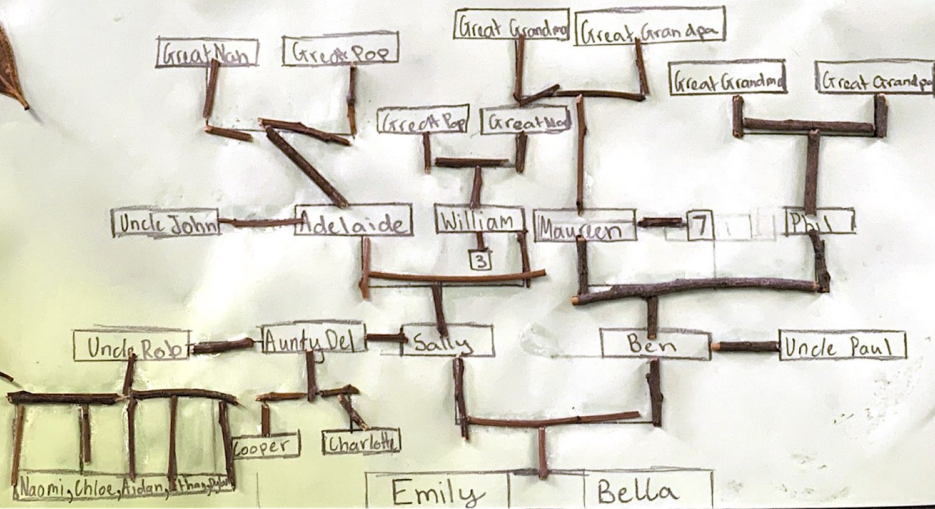 Great Grandma
Great Grandpa
Great Nan
Great Pop
Great Grandma
Great Grandpa
Great Pop
Great Nan
Uncle John
Adelaide
William
Maureen
7
Phil
3
Uncle Rob
Aunty Del
Sally
Ben
Uncle Paul
Cooper
Charlotte
Naomi, Chloe, Aidan, Ethan, Dylan
Emily
Bella